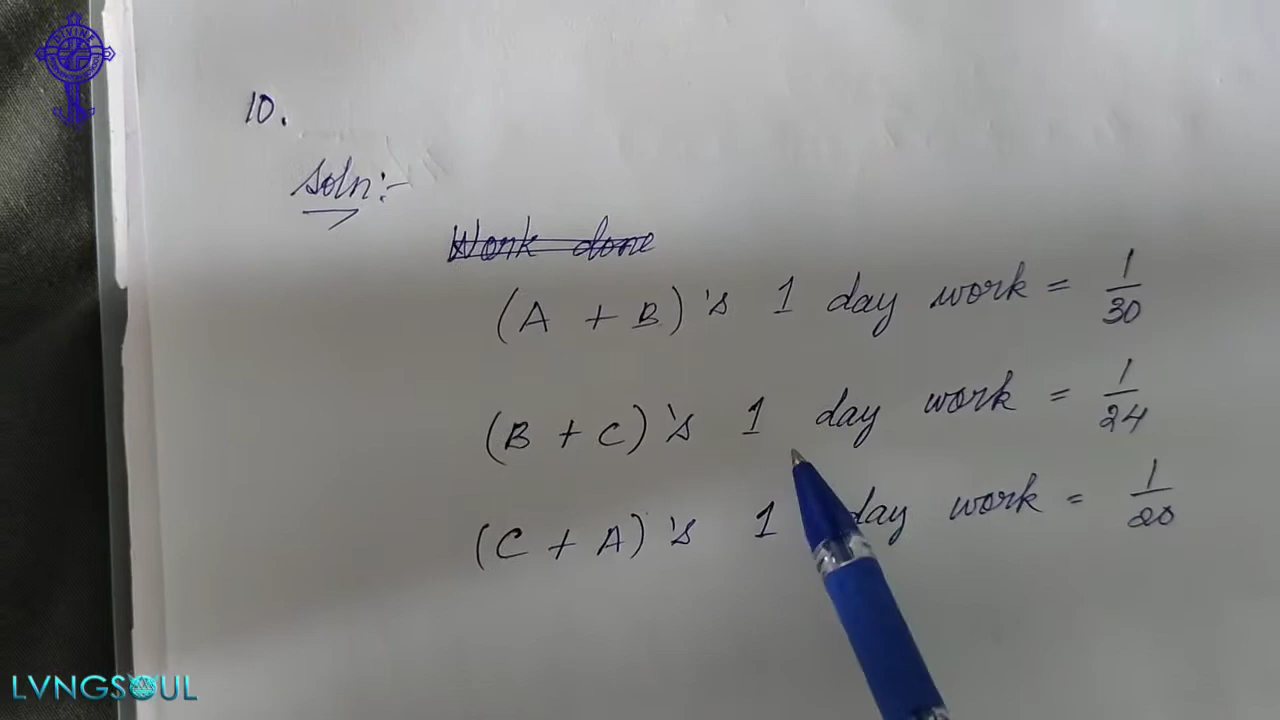 DIVINE
10.
Soln:-
Work done
(A + B)'s 1 day work = 1/30
(B + C)'s 1 day work = 1/24
(C + A)'s 1 day work = 1/20
LVNGSOUL